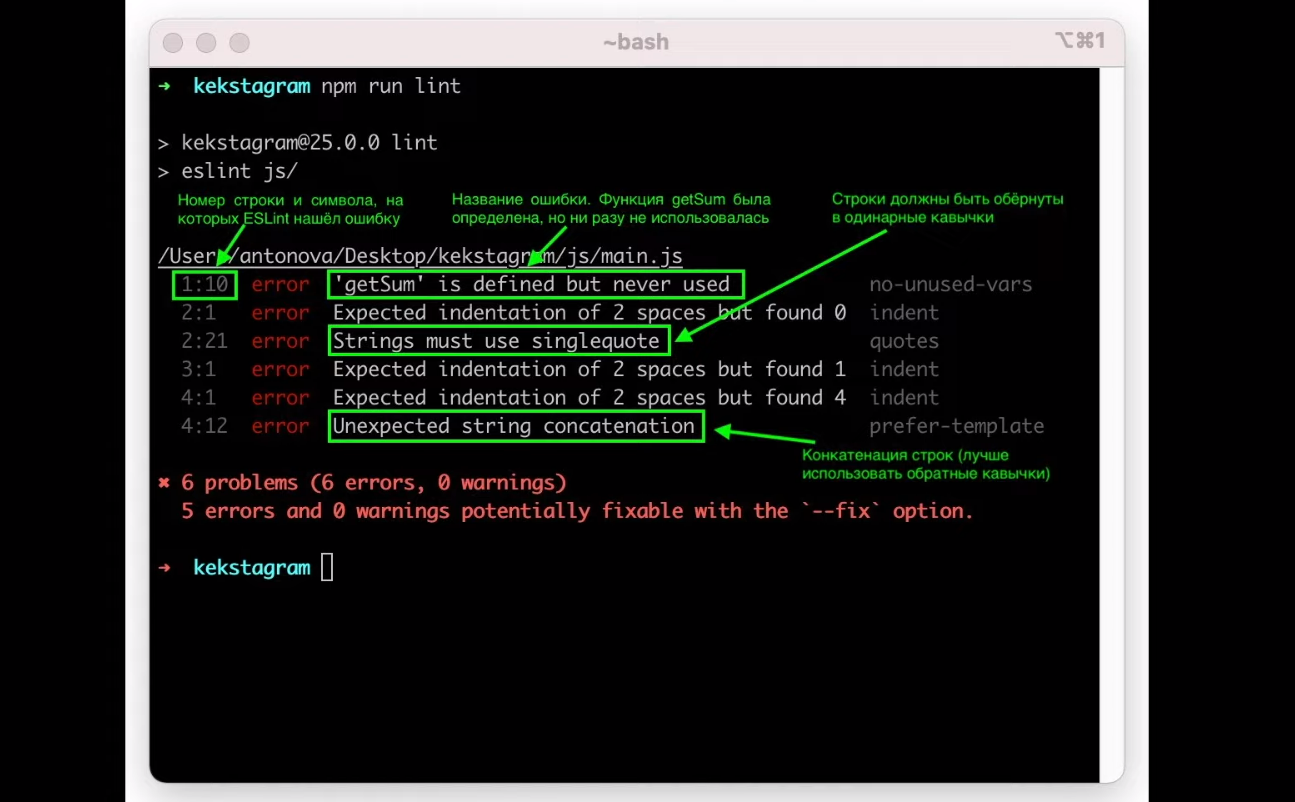 ~bash
⌥⌘1
➜ kekstagram npm run lint
> kekstagram@25.0.0 lint
> eslint js/
Номер строки и символа, на
которых ESLint нашёл ошибку
Название ошибки. Функция getSum была
определена, но ни разу не использовалась
Строки должны быть обёрнуты
в одинарные кавычки
/User /antonova/Desktop/kekstagram/js/main.js
1:10 error 'getSum' is defined but never used no-unused-vars
2:1 error Expected indentation of 2 spaces but found 0 indent
2:21 error Strings must use singlequote quotes
3:1 error Expected indentation of 2 spaces but found 1 indent
4:1 error Expected indentation of 2 spaces but found 4 indent
4:12 error Unexpected string concatenation prefer-template
Конкатенация строк (лучше
использовать обратные кавычки)
✖ 6 problems (6 errors, 0 warnings)
5 errors and 0 warnings potentially fixable with the `--fix` option.
➜ kekstagram